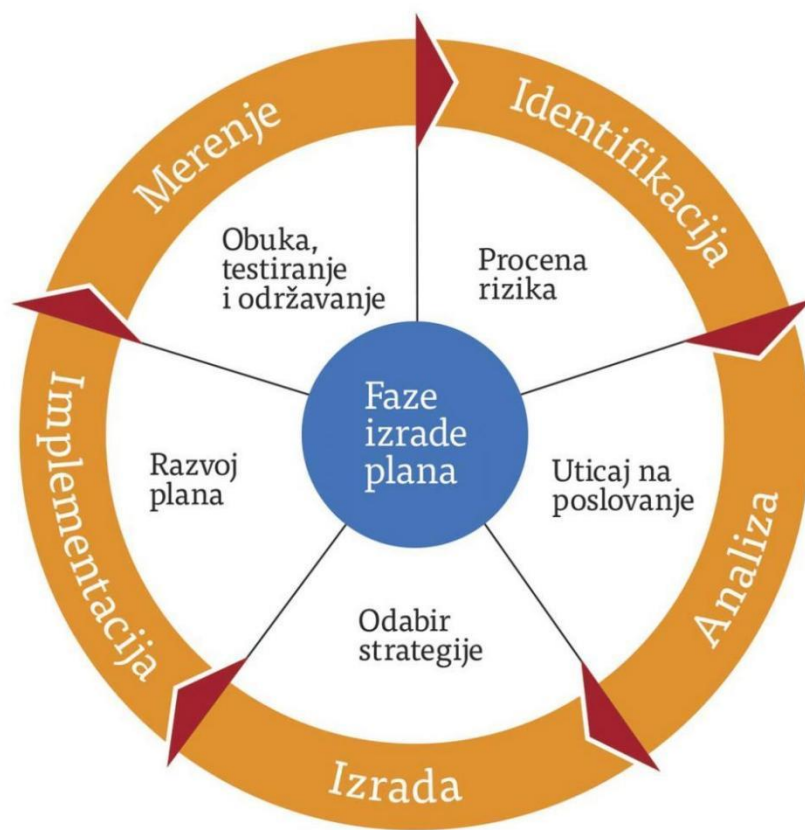 Faze
izrade
plana
Identifikacija
Procena
rizika
Analiza
Uticaj na
poslovanje
Izrada
Odabir
strategije
Implementacija
Razvoj
plana
Merenje
Obuka,
testiranje
i održavanje